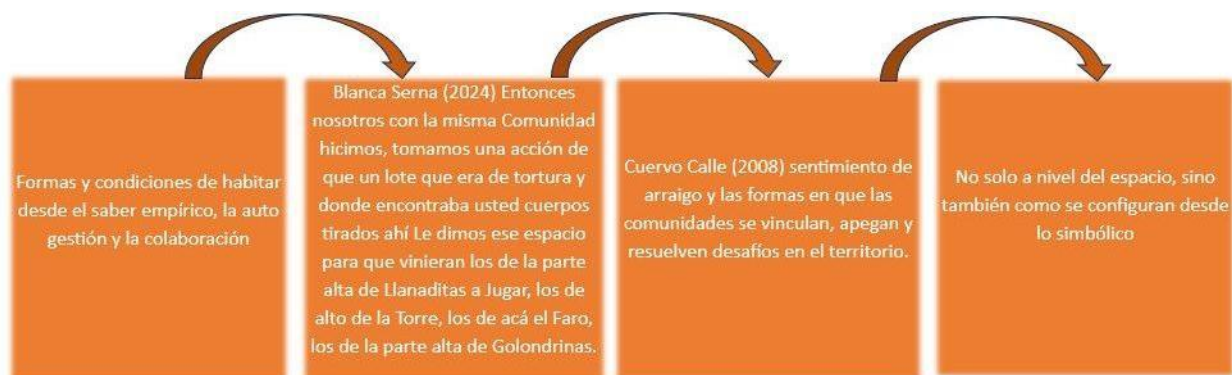 Formas y condiciones de habitar
desde el saber empírico, la auto
gestión y la colaboración
Blanca Serna (2024) Entonces
nosotros con la misma Comunidad
hicimos, tomamos una acción de
que un lote que era de tortura y
donde encontraba usted cuerpos
tirados ahí Le dimos ese espacio
para que vinieran los de la parte
alta de Llanaditas a Jugar, los de
alto de la Torre, los de acá el Faro,
los de la parte alta de Golondrinas.
Cuervo Calle (2008) sentimiento de
arraigo y las formas en que las
comunidades se vinculan, apegan y
resuelven desafíos en el territorio.
No solo a nivel del espacio, sino
también como se configuran desde
lo simbólico